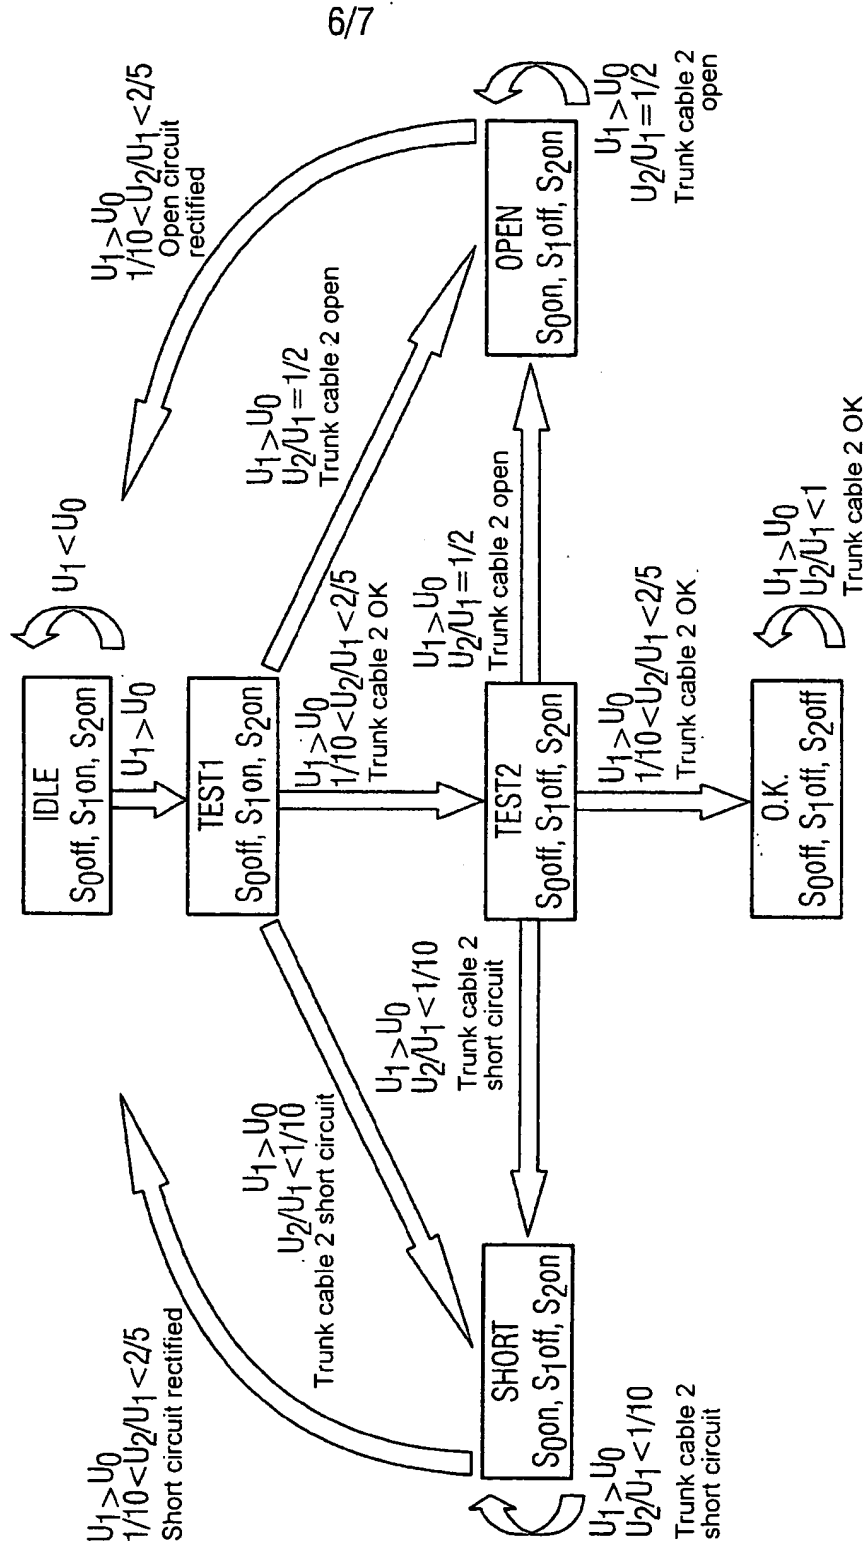 6/7
U1>U0
1/10<U2/U1<2/5
Short circuit rectified
IDLE
S0off, S1on, S2on
U1<U0
U1>U0
1/10<U2/U1<2/5
Open circuit
rectified
U1>U0
TEST1
S0off, S1on, S2on
U1>U0
U2/U1<1/10
Trunk cable 2 short circuit
U1>U0
1/10<U2/U1<2/5
Trunk cable 2 OK
U1>U0
U2/U1=1/2
Trunk cable 2 open
SHORT
S0on, S1off, S2on
U1>U0
U2/U1<1/10
Trunk cable 2
short circuit
U1>U0
U2/U1<1/10
Trunk cable 2
short circuit
TEST2
S0off, S1off, S2on
U1>U0
U2/U1=1/2
Trunk cable 2 open
OPEN
S0on, S1off, S2on
U1>U0
U2/U1=1/2
Trunk cable 2
open
U1>U0
1/10<U2/U1<2/5
Trunk cable 2 OK
O.K.
S0off, S1off, S2off
U1>U0
U2/U1<1
Trunk cable 2 OK